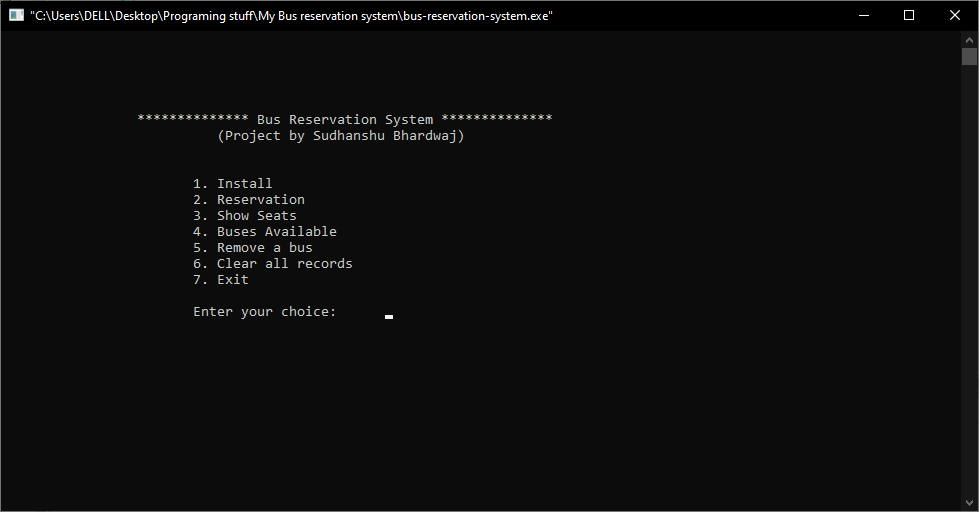 "C:\Users\DELL\Desktop\Programing stuff\My Bus reservation system\bus-reservation-system.exe"
************** Bus Reservation System **************
(Project by Sudhanshu Bhardwaj)
1. Install
2. Reservation
3. Show Seats
4. Buses Available
5. Remove a bus
6. Clear all records
7. Exit
Enter your choice: